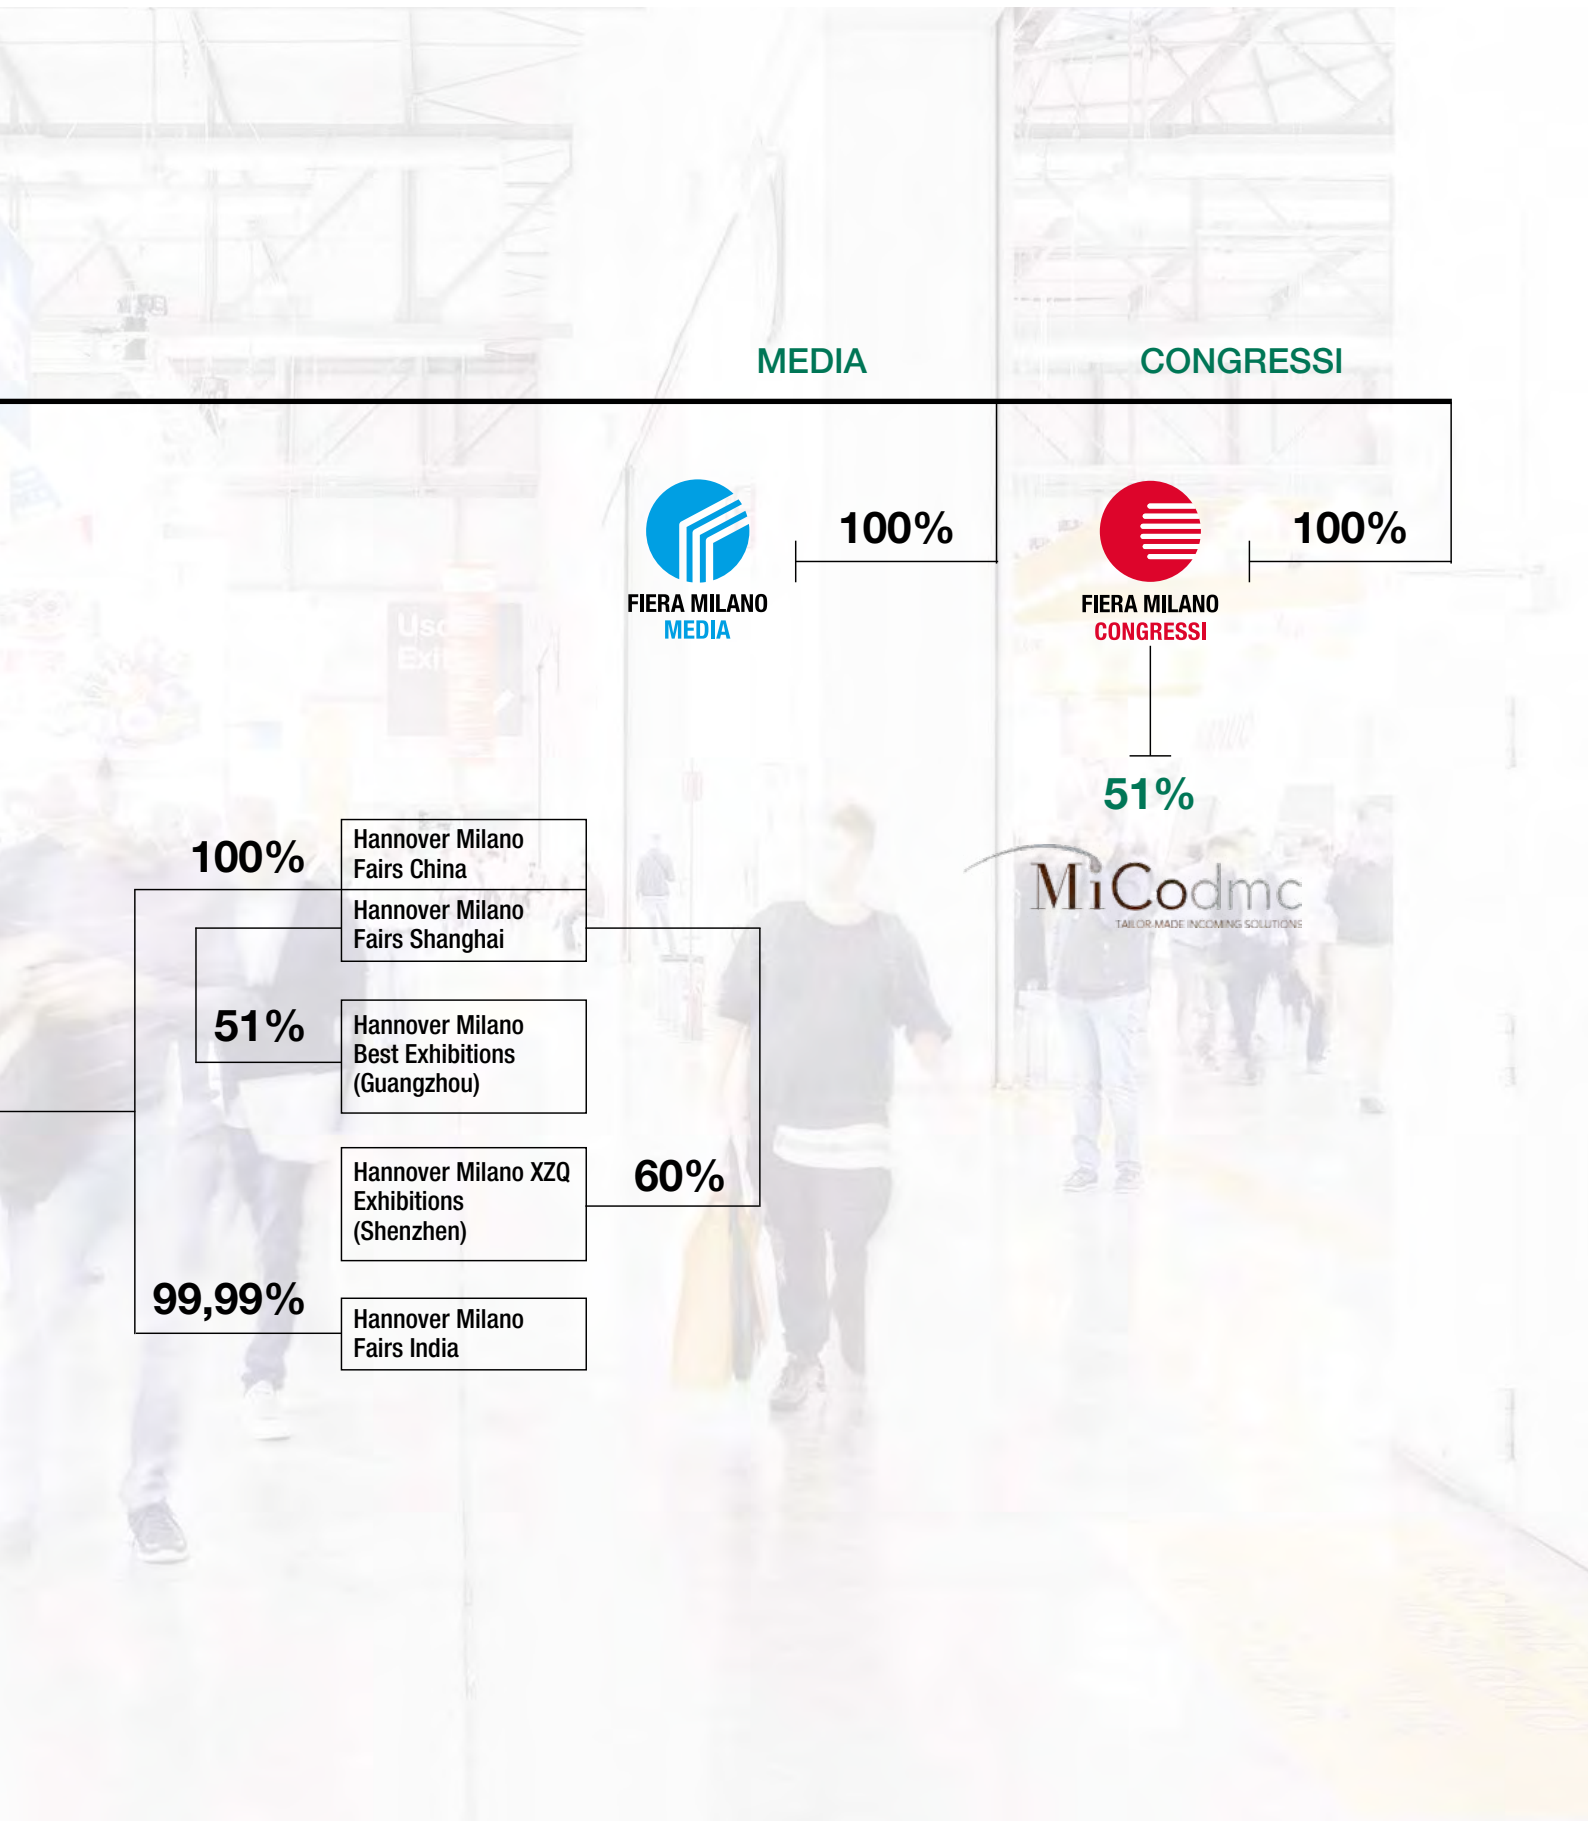 MEDIA
CONGRESSI
100%
100%
FIERA MILANO
MEDIA
FIERA MILANO
CONGRESSI
Exit
51%
MiCodmc
TAILOR-MADE INCOMING SOLUTIONS
100%
Hannover Milano
Fairs China
Hannover Milano
Fairs Shanghai
51%
Hannover Milano
Best Exhibitions
(Guangzhou)
Hannover Milano XZQ
Exhibitions
(Shenzhen)
60%
99,99%
Hannover Milano
Fairs India